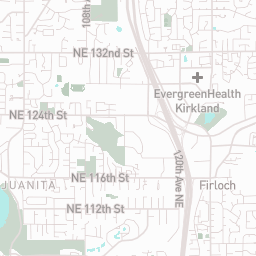 108th A
NE 132nd St
EvergreenHealth
Kirkland
NE 124th St
120th Ave NE
NE 116th St
JUANITA
Firloch
NE 112th St